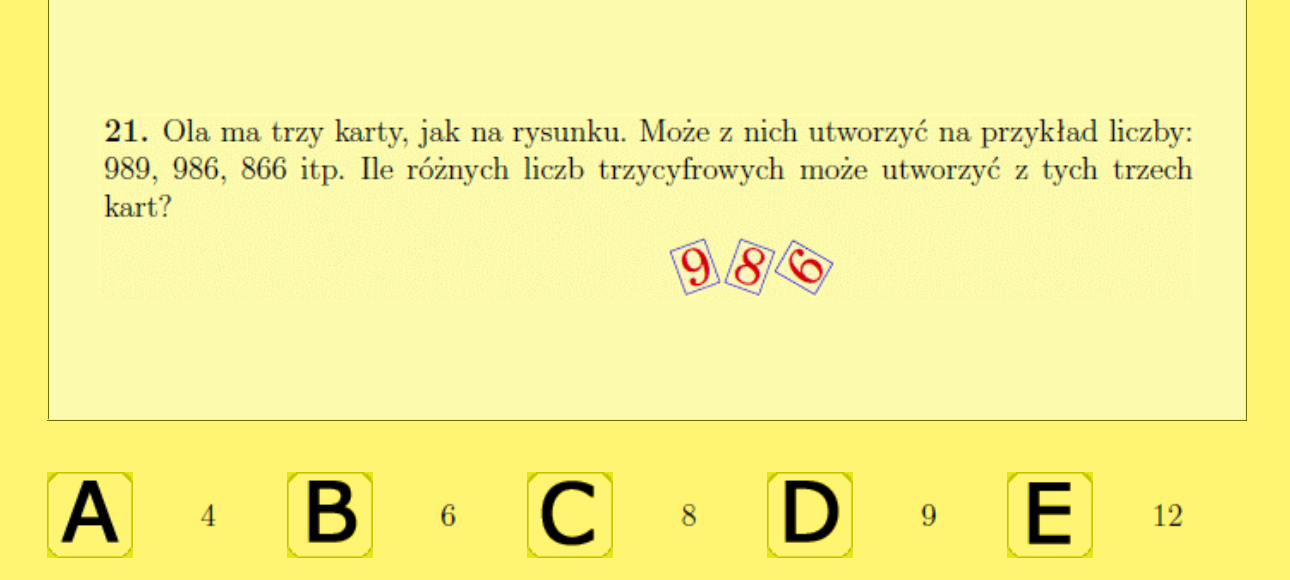 21. Ola ma trzy karty, jak na rysunku. Może z nich utworzyć na przykład liczby:
989, 986, 866 itp. Ile różnych liczb trzycyfrowych może utworzyć z tych trzech
kart?
9 8 6
A 4 B 6 C 8 D 9 E 12